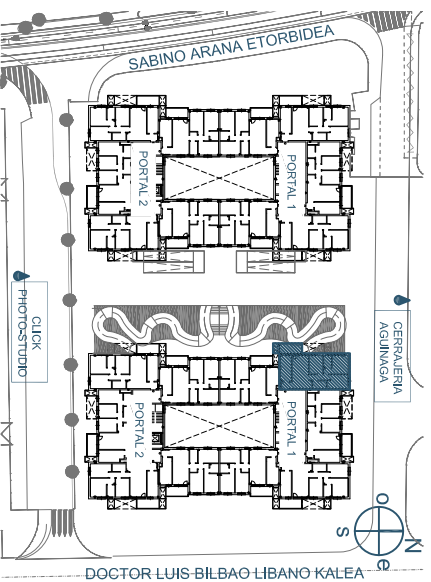 SABINO ARANA ETORBIDEA
PORTAL 2
PORTAL 1
CLICK
PHOTO-STUDIO
CERRAJERIA
AGUINAGA
PORTAL 2
PORTAL 1
O
N
S
e
DOCTOR LUIS BILBAO LIBANO KALEA